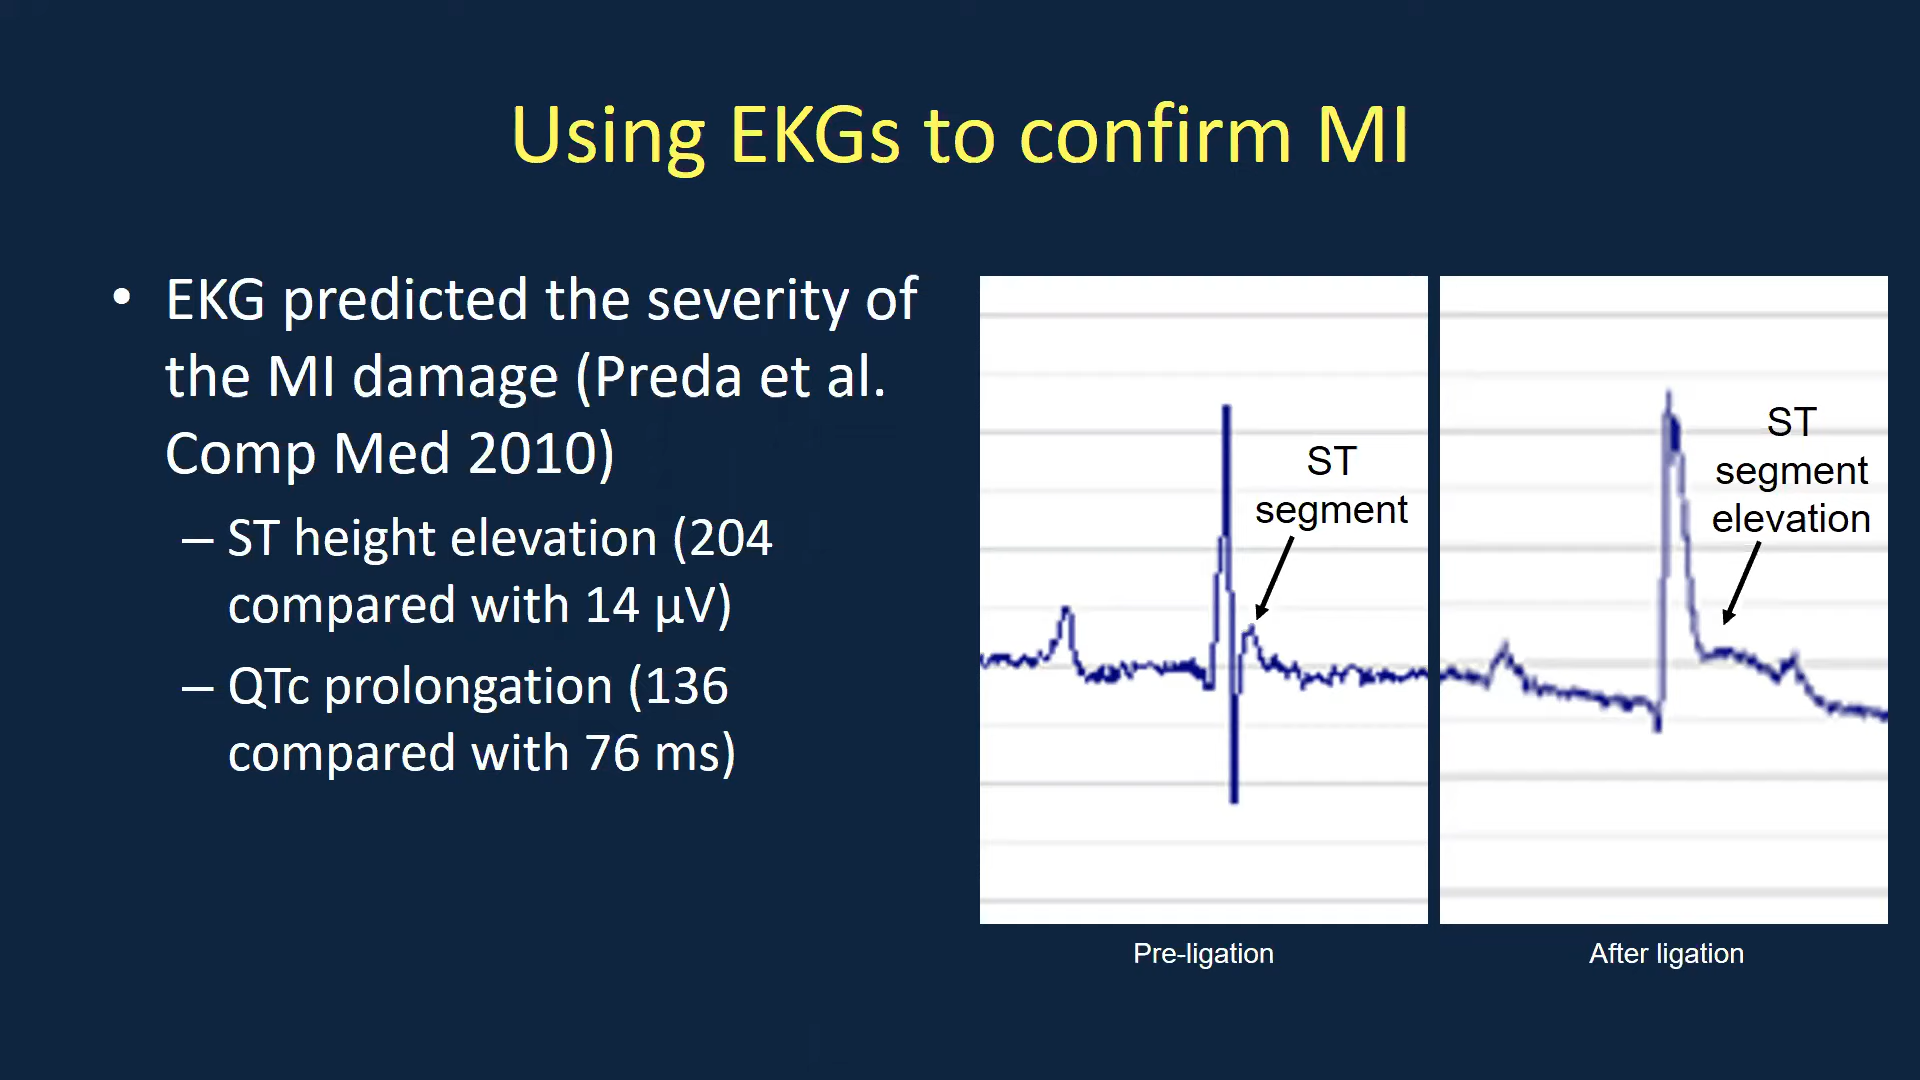 Using EKGs to confirm MI
• EKG predicted the severity of
the MI damage (Preda et al.
Comp Med 2010)
– ST height elevation (204
compared with 14 µV)
– QTc prolongation (136
compared with 76 ms)
ST
segment
Pre-ligation
ST
segment
elevation
After ligation